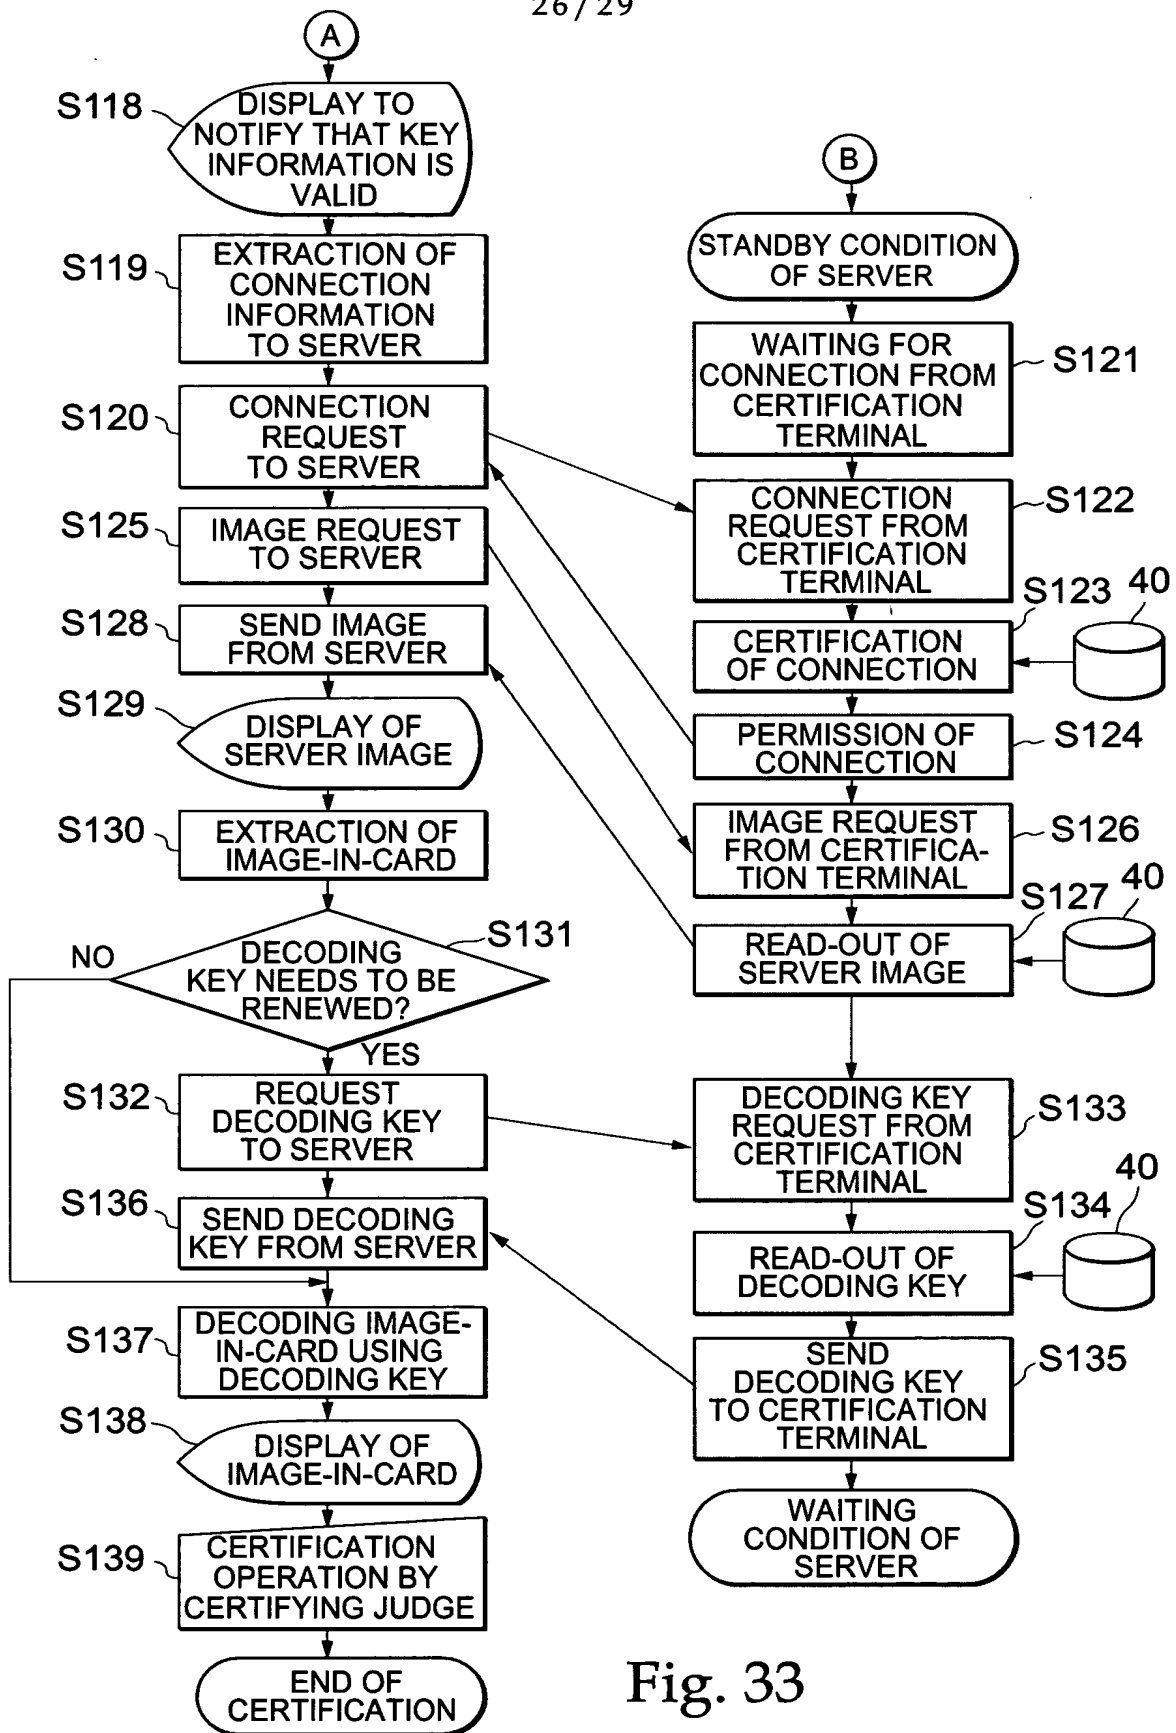 26/29
A
S118
DISPLAY TO
NOTIFY THAT KEY
INFORMATION IS
VALID
S119
EXTRACTION OF
CONNECTION
INFORMATION
TO SERVER
S120
CONNECTION
REQUEST
TO SERVER
S125
IMAGE REQUEST
TO SERVER
S128
SEND IMAGE
FROM SERVER
S129
DISPLAY OF
SERVER IMAGE
S130
EXTRACTION OF
IMAGE-IN-CARD
S131
DECODING
KEY NEEDS TO BE
RENEWED?
NO
YES
S132
REQUEST
DECODING KEY
TO SERVER
S136
SEND DECODING
KEY FROM SERVER
S137
DECODING IMAGE-
IN-CARD USING
DECODING KEY
S138
DISPLAY OF
IMAGE-IN-CARD
S139
CERTIFICATION
OPERATION BY
CERTIFYING JUDGE
END OF
CERTIFICATION
B
STANDBY CONDITION
OF SERVER
WAITING FOR
CONNECTION FROM
CERTIFICATION
TERMINAL
S121
CONNECTION
REQUEST FROM
CERTIFICATION
TERMINAL
S122
S123
40
CERTIFICATION
OF CONNECTION
PERMISSION OF
CONNECTION
S124
IMAGE REQUEST
FROM CERTIFICA-
TION TERMINAL
S126
S127
40
READ-OUT OF
SERVER IMAGE
DECODING KEY
REQUEST FROM
CERTIFICATION
TERMINAL
S133
S134
40
READ-OUT OF
DECODING KEY
SEND
DECODING KEY
TO CERTIFICATION
TERMINAL
S135
WAITING
CONDITION OF
SERVER
Fig. 33